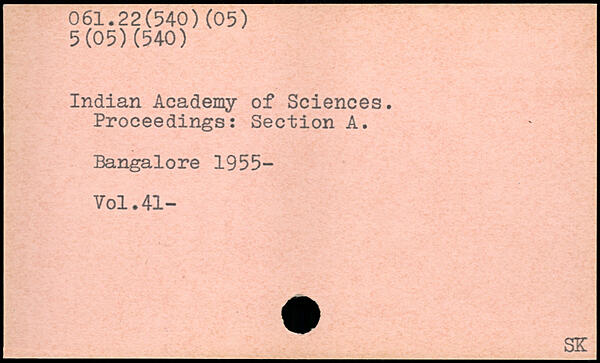 061.22(540)(05)
5(05)(540)
Indian Academy of Sciences.
Proceedings: Section A.
Bangalore 1955-
Vol.41-
SK